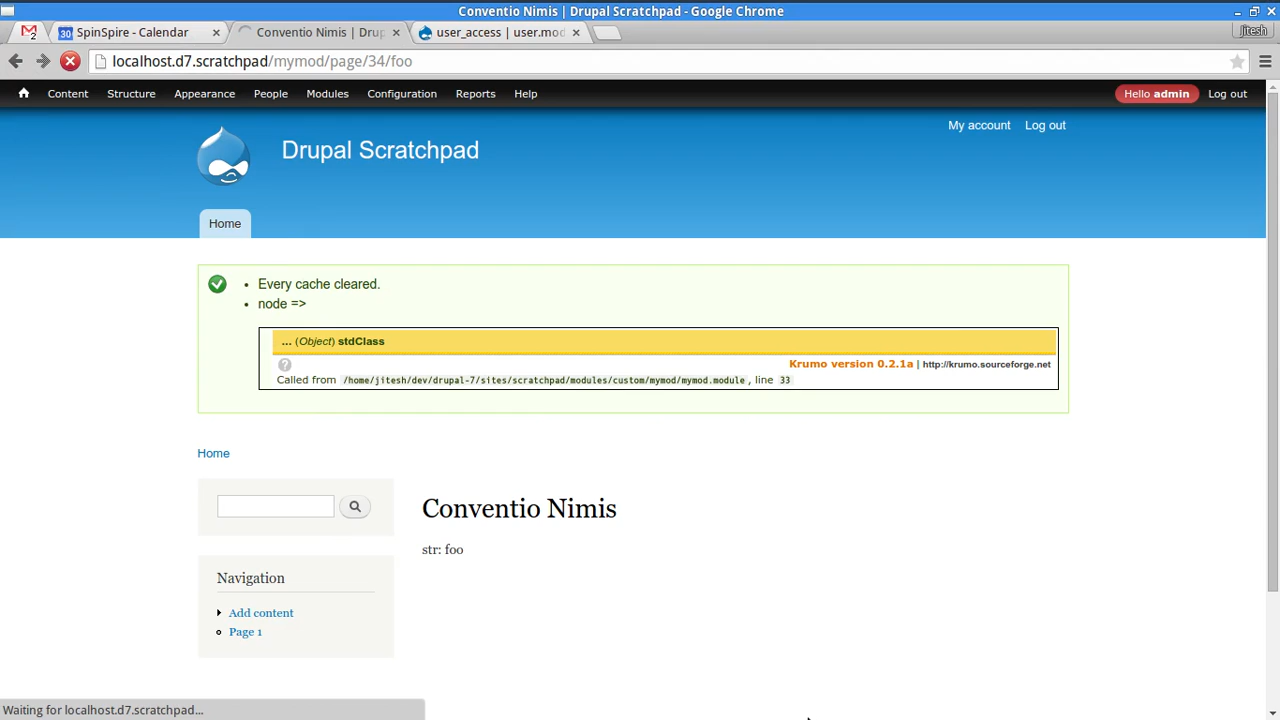 Conventio Nimis | Drupal Scratchpad - Google Chrome
SpinSpire - Calendar
Conventio Nimis | Drup
user_access | user.mod
jitesh
localhost.d7.scratchpad/mymod/page/34/foo
Content Structure Appearance People Modules Configuration Reports Help Hello admin Log out
My account Log out
Drupal Scratchpad
Home
Every cache cleared.
node =>
... (Object) stdClass
Krumo version 0.2.1a | http://krumo.sourceforge.net
Called from /home/jitesh/dev/drupal-7/sites/scratchpad/modules/custom/mymod/mymod.module, line 33
Home
Conventio Nimis
str: foo
Navigation
Add content
Page 1
Waiting for localhost.d7.scratchpad...